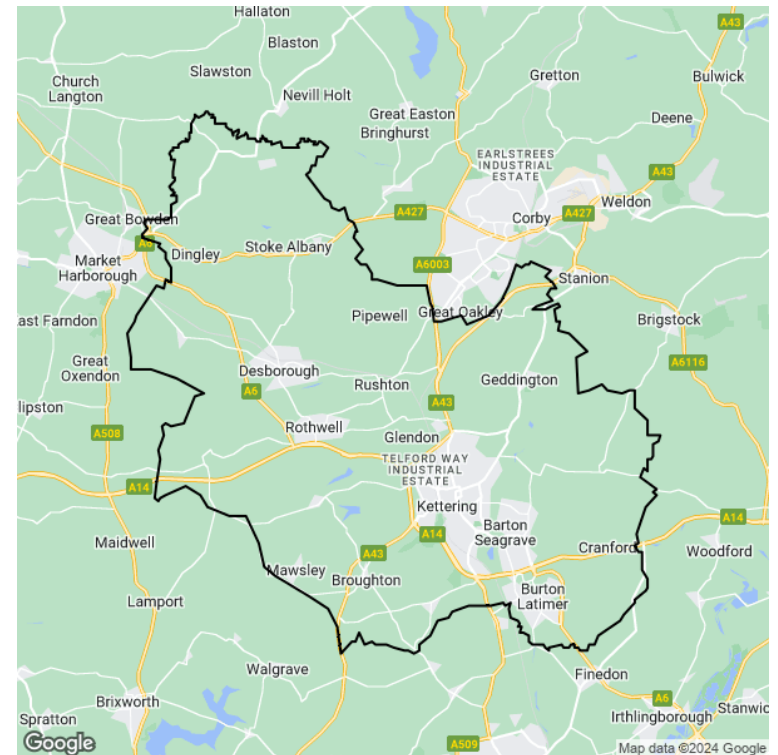 Hallaton
A43
Blaston
Slawston
Gretton
Bulwick
Church
Langton
Nevill Holt
Great Easton
Bringhurst
Deene
EARLSTREES
INDUSTRIAL
ESTATE
A43
Weldon
Great Bowden
A427
Corby
A427
A6
Stoke Albany
Dingley
Market
Harborough
A6003
Stanion
Pipewell
Great Oakley
East Farndon
Brigstock
Great
Oxendon
A6116
Desborough
Rushton
Geddington
A6
A43
lipston
Rothwell
A508
Glendon
TELFORD WAY
INDUSTRIAL
ESTATE
A14
Kettering
A14
Barton
Seagrave
A14
Maidwell
A43
Cranford
Woodford
Mawsley
Broughton
Burton
Latimer
Lamport
Walgrave
Finedon
Brixworth
A6
Stanwic
Spratton
Irthlingborough
A509
Google
Map data ©2024 Google